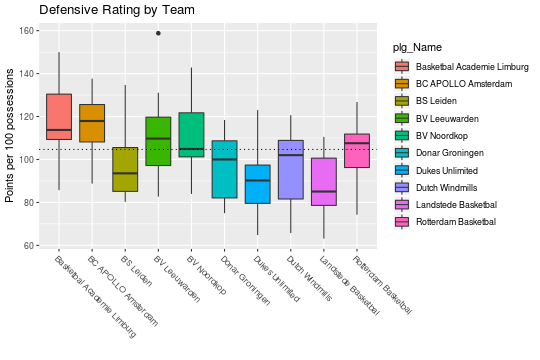 Defensive Rating by Team
Points per 100 possessions
160
140
120
100
80
60
Basketbal Academie Limburg
BC APOLLO Amsterdam
BS Leiden
BV Leeuwarden
BV Noordkop
Donar Groningen
Dukes Unlimited
Dutch Windmills
Landstede Basketbal
Rotterdam Basketbal
plg_Name
Basketbal Academie Limburg
BC APOLLO Amsterdam
BS Leiden
BV Leeuwarden
BV Noordkop
Donar Groningen
Dukes Unlimited
Dutch Windmills
Landstede Basketbal
Rotterdam Basketbal